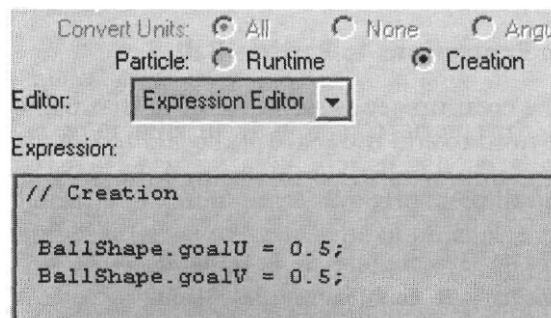 Convert Units: All None Angu
Particle: Runtime Creation
Editor: Expression Editor
Expression:
// Creation
BallShape.goalU = 0.5;
BallShape.goalV = 0.5;